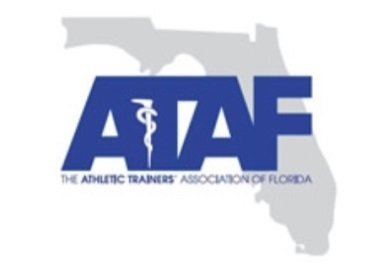 ATAF
THE ATHLETIC TRAINERS' ASSOCIATION OF FLORIDA